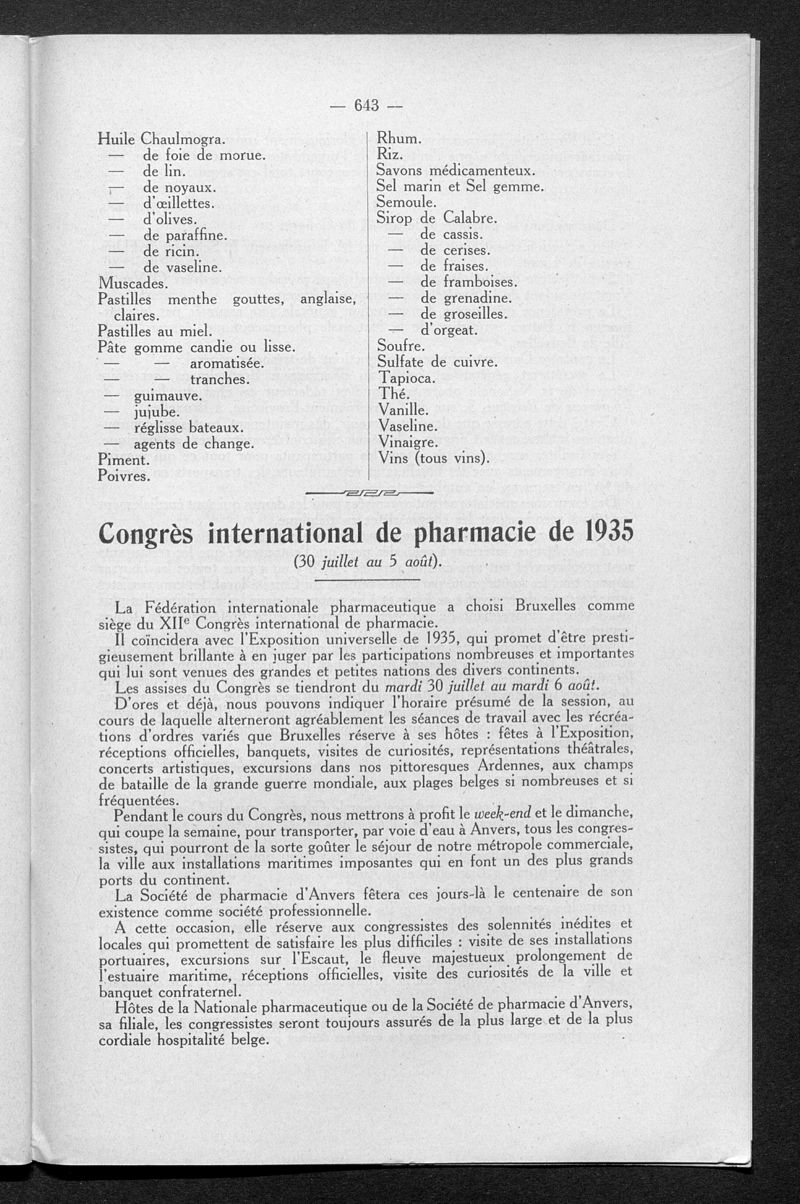 — 643 —
Huile Chaulmogra.
— de foie de morue.
— de lin.
— de noyaux.
— d'œillettes.
— d'olives.
— de paraffine.
— de ricin.
— de vaseline.
Muscades.
Pastilles menthe gouttes, anglaise,
claires.
Pastilles au miel.
Pâte gomme candie ou lisse.
— — aromatisée.
— — tranches.
— guimauve.
— jujube.
— réglisse bateaux.
— agents de change.
Piment.
Poivres.
Rhum.
Riz.
Savons médicamenteux.
Sel marin et Sel gemme.
Semoule.
Sirop de Calabre.
— de cassis.
— de cerises.
— de fraises.
— de framboises.
— de grenadine.
— de groseilles.
— d'orgeat.
Soufre.
Sulfate de cuivre.
Tapioca.
Thé.
Vanille.
Vaseline.
Vinaigre.
Vins (tous vins).
Congrès international de pharmacie de 1935
(30 juillet au 5 août).
La Fédération internationale pharmaceutique a choisi Bruxelles comme
siège du XIIe Congrès international de pharmacie.
Il coïncidera avec l'Exposition universelle de 1935, qui promet d'être presti-
gieusement brillante à en juger par les participations nombreuses et importantes
qui lui sont venues des grandes et petites nations des divers continents.
Les assises du Congrès se tiendront du mardi 30 juillet au mardi 6 août.
D'ores et déjà, nous pouvons indiquer l'horaire présumé de la session, au
cours de laquelle alterneront agréablement les séances de travail avec les récréa-
tions d'ordres variés que Bruxelles réserve à ses hôtes : fêtes à l'Exposition,
réceptions officielles, banquets, visites de curiosités, représentations théâtrales,
concerts artistiques, excursions dans nos pittoresques Ardennes, aux champs
de bataille de la grande guerre mondiale, aux plages belges si nombreuses et si
fréquentées.
Pendant le cours du Congrès, nous mettrons à profit le week-end et le dimanche,
qui coupe la semaine, pour transporter, par voie d'eau à Anvers, tous les congres-
sistes, qui pourront de la sorte goûter le séjour de notre métropole commerciale,
la ville aux installations maritimes imposantes qui en font un des plus grands
ports du continent.
La Société de pharmacie d'Anvers fêtera ces jours-là le centenaire de son
existence comme société professionnelle.
A cette occasion, elle réserve aux congressistes des solennités inédites et
locales qui promettent de satisfaire les plus difficiles : visite de ses installations
portuaires, excursions sur l'Escaut, le fleuve majestueux prolongement de
l'estuaire maritime, réceptions officielles, visite des curiosités de la ville et
banquet confraternel.
Hôtes de la Nationale pharmaceutique ou de la Société de pharmacie d'Anvers,
sa filiale, les congressistes seront toujours assurés de la plus large et de la plus
cordiale hospitalité belge.